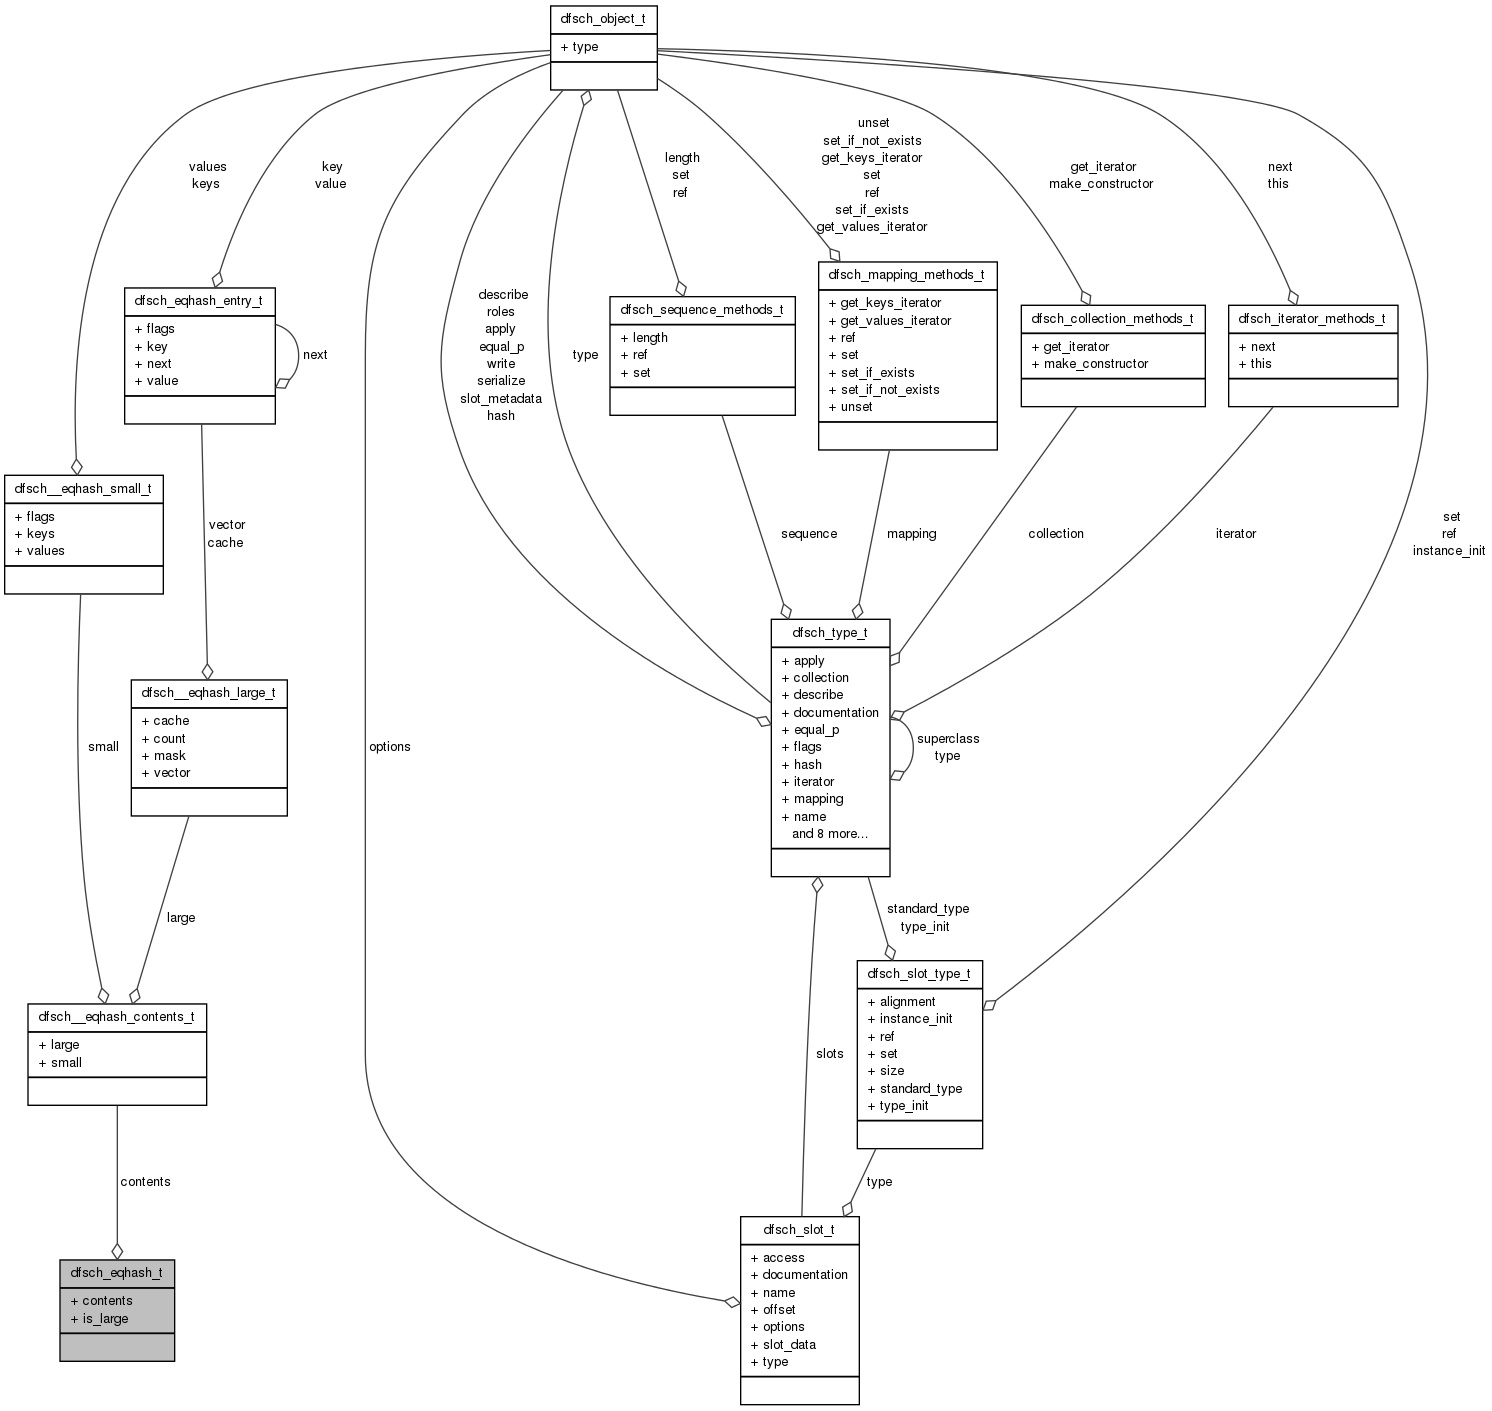 dfsch_object_t
+ type
values
keys
key
value
unset
set_if_not_exists
get_keys_iterator
set
ref
set_if_exists
get_values_iterator
length
set
ref
get_iterator
make_constructor
next
this
dfsch_eqhash_entry_t
+ flags
+ key
+ next
+ value
next
describe
roles
apply
equal_p
write
serialize
slot_metadata
hash
type
dfsch_sequence_methods_t
+ length
+ ref
+ set
dfsch_mapping_methods_t
+ get_keys_iterator
+ get_values_iterator
+ ref
+ set
+ set_if_exists
+ set_if_not_exists
+ unset
dfsch_collection_methods_t
+ get_iterator
+ make_constructor
dfsch_iterator_methods_t
+ next
+ this
dfsch__eqhash_small_t
+ flags
+ keys
+ values
vector
cache
sequence
mapping
collection
iterator
set
ref
instance_init
dfsch_type_t
+ apply
+ collection
+ describe
+ documentation
+ equal_p
+ flags
+ hash
+ iterator
+ mapping
+ name
and 8 more...
superclass
type
dfsch__eqhash_large_t
+ cache
+ count
+ mask
+ vector
small
options
large
standard_type
type_init
dfsch_slot_type_t
+ alignment
+ instance_init
+ ref
+ set
+ size
+ standard_type
+ type_init
dfsch__eqhash_contents_t
+ large
+ small
slots
contents
type
dfsch_slot_t
+ access
+ documentation
+ name
+ offset
+ options
+ slot_data
+ type
dfsch_eqhash_t
+ contents
+ is_large